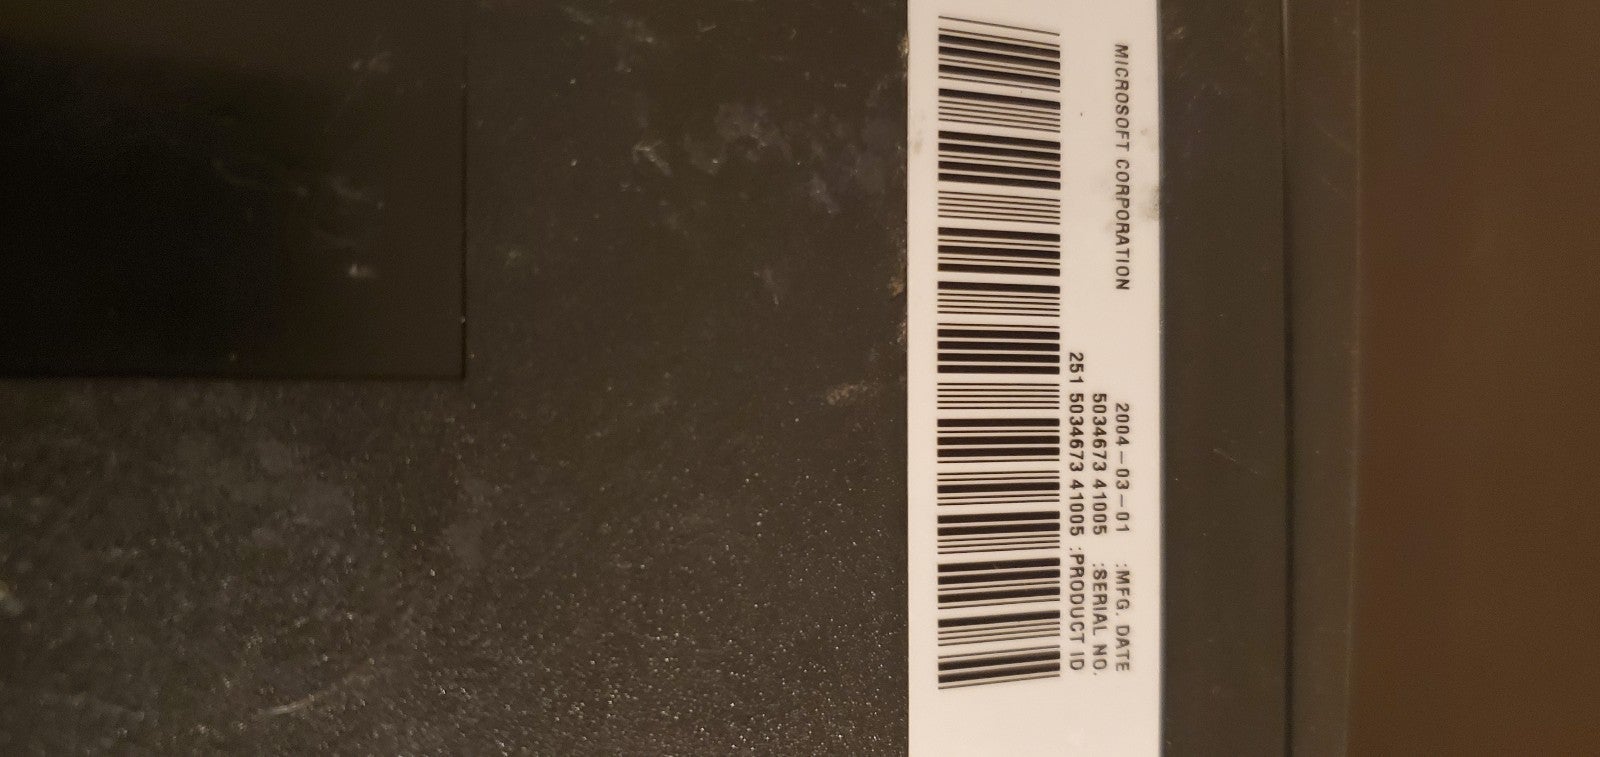 MICROSOFT CORPORATION
2004-03-01 :MFG. DATE
5034673 41005 :SERIAL NO.
251 5034673 41005 :PRODUCT ID